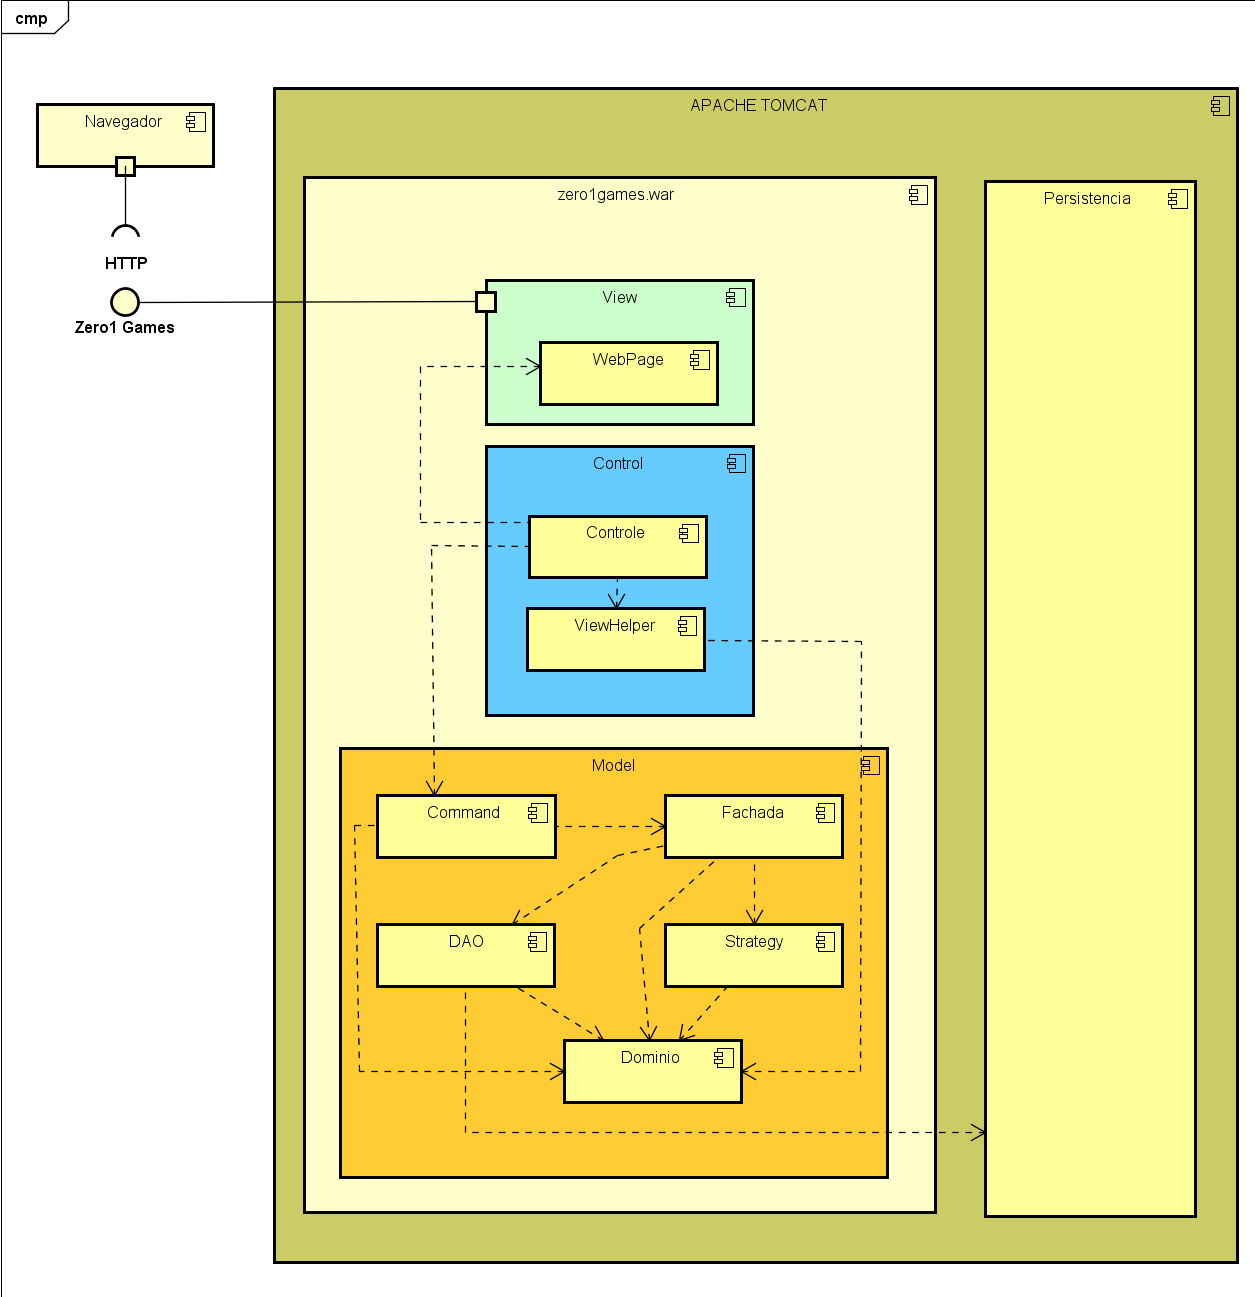 cmp
APACHE TOMCAT
Navegador
zero1games.war
Persistencia
HTTP
Zero1 Games
View
WebPage
Control
Controle
ViewHelper
Model
Command
Fachada
DAO
Strategy
Dominio